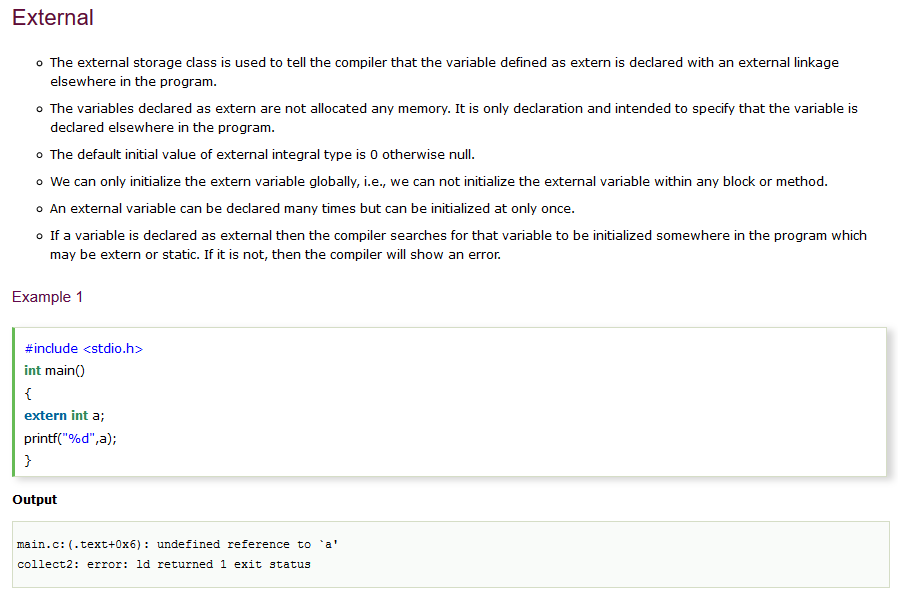 External
The external storage class is used to tell the compiler that the variable defined as extern is declared with an external linkage
elsewhere in the program.
The variables declared as extern are not allocated any memory. It is only declaration and intended to specify that the variable is
declared elsewhere in the program.
The default initial value of external integral type is 0 otherwise null.
We can only initialize the extern variable globally, i.e., we can not initialize the external variable within any block or method.
An external variable can be declared many times but can be initialized at only once.
If a variable is declared as external then the compiler searches for that variable to be initialized somewhere in the program which
may be extern or static. If it is not, then the compiler will show an error.
Example 1
#include <stdio.h>
int main()
{
extern int a;
printf("%d",a);
}
Output
main.c:(.text+0x6): undefined reference to `a'
collect2: error: ld returned 1 exit status